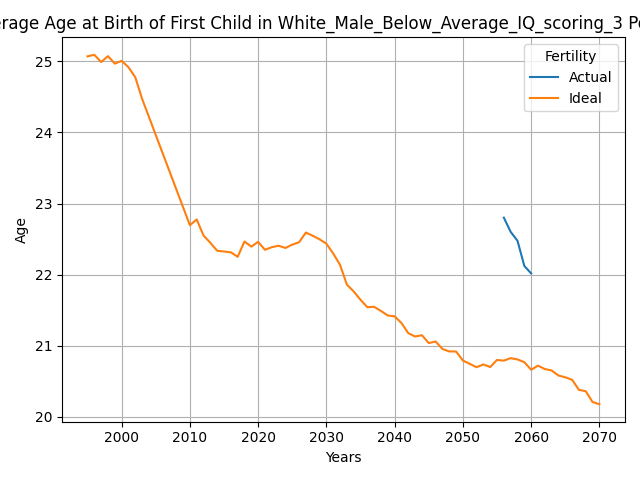 erage Age at Birth of First Child in White_Male_Below_Average_IQ_scoring_3 Po
Fertility
Actual
Ideal
25
24
23
22
21
20
Age
2000 2010 2020 2030 2040 2050 2060 2070
Years